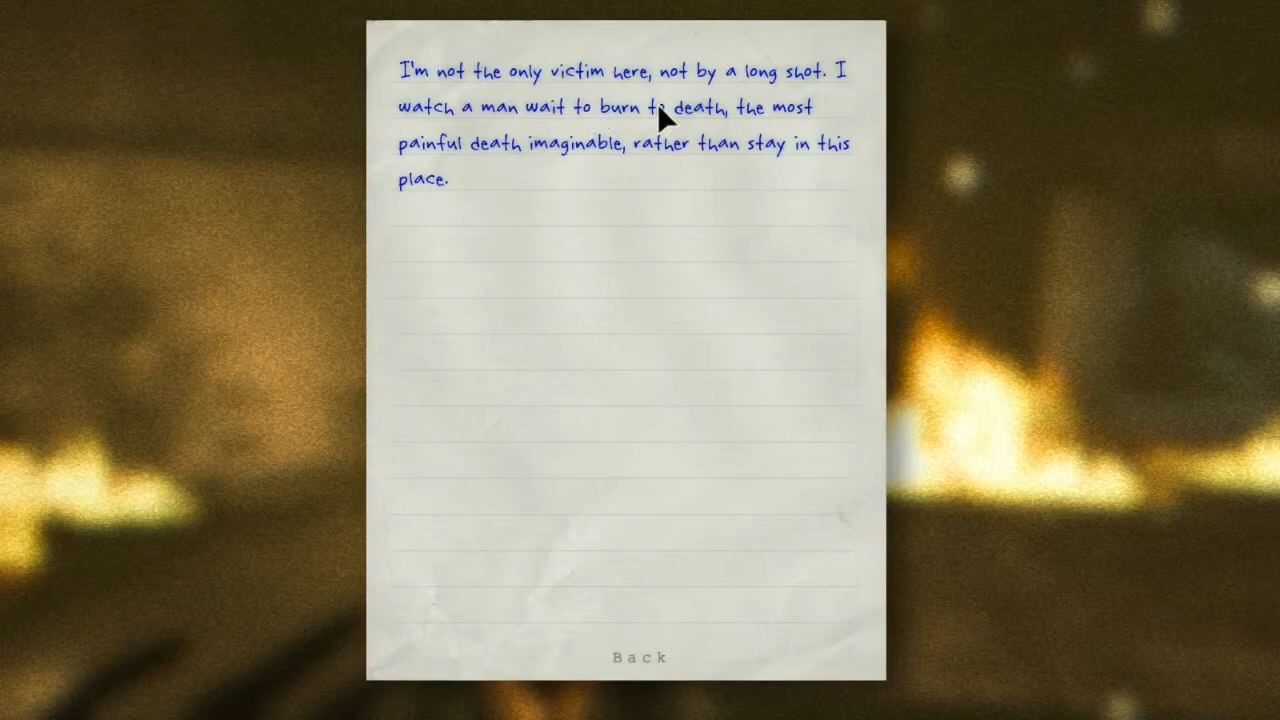 I'm not the only victim here, not by a long shot. I
watch a man wait to burn to death, the most
painful death imaginable, rather than stay in this
place.
Back